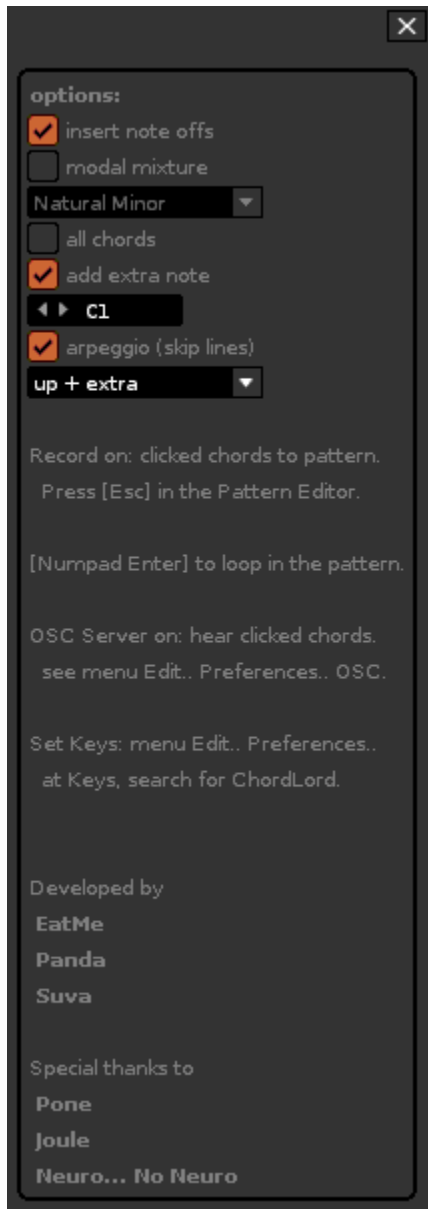 options:
insert note offs
modal mixture
Natural Minor
all chords
add extra note
C1
arpeggio (skip lines)
up + extra
Record on: clicked chords to pattern.
Press [Esc] in the Pattern Editor.
[Numpad Enter] to loop in the pattern.
OSC Server on: hear clicked chords.
see menu Edit.. Preferences.. OSC.
Set Keys: menu Edit.. Preferences..
at Keys, search for ChordLord.
Developed by
EatMe
Panda
Suva
Special thanks to
Pone
Joule
Neuro... No Neuro